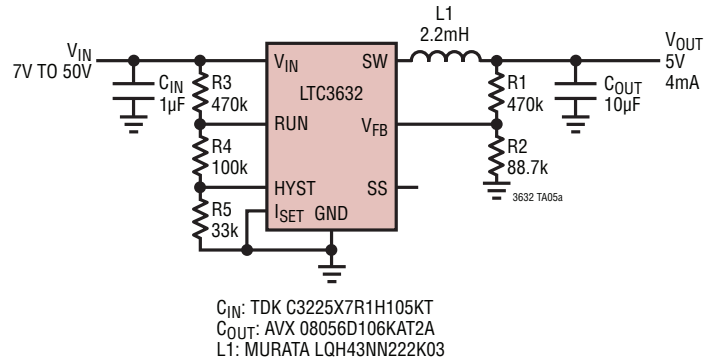 L1
2.2mH
VIN
7V TO 50V
CIN
1µF
R3
470k
VIN
SW
LTC3632
RUN
VFB
R1
470k
COUT
10µF
VOUT
5V
4mA
R4
100k
HYST
SS
R2
88.7k
3632 TA05a
R5
33k
ISET
GND
CIN: TDK C3225X7R1H105KT
COUT: AVX 08056D106KAT2A
L1: MURATA LQH43NN222K03